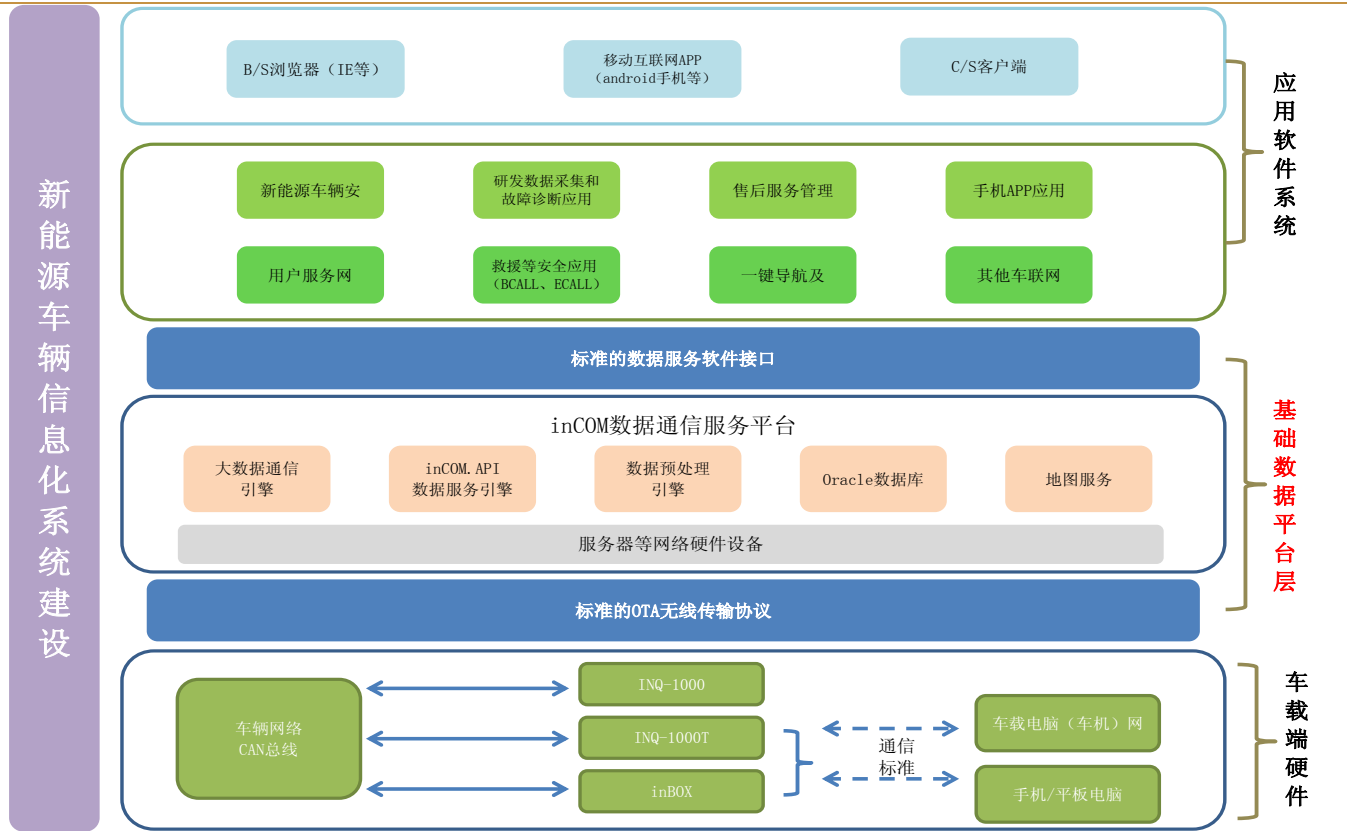 新能源车辆信息化系统建设
B/S浏览器（IE等）
移动互联网APP
（android手机等）
C/S客户端
应用软件系统
新能源车辆安
研发数据采集和
故障诊断应用
售后服务管理
手机APP应用
用户服务网
救援等安全应用
（BCALL、ECALL）
一键导航及
其他车联网
标准的数据服务软件接口
inCOM数据通信服务平台
大数据通信
引擎
inCOM.API
数据服务引擎
数据预处理
引擎
Oracle数据库
地图服务
服务器等网络硬件设备
基础数据平台层
标准的OTA无线传输协议
车辆网络
CAN总线
INQ-1000
INQ-1000T
inBOX
通信
标准
车载电脑（车机）网
手机/平板电脑
车载端硬件